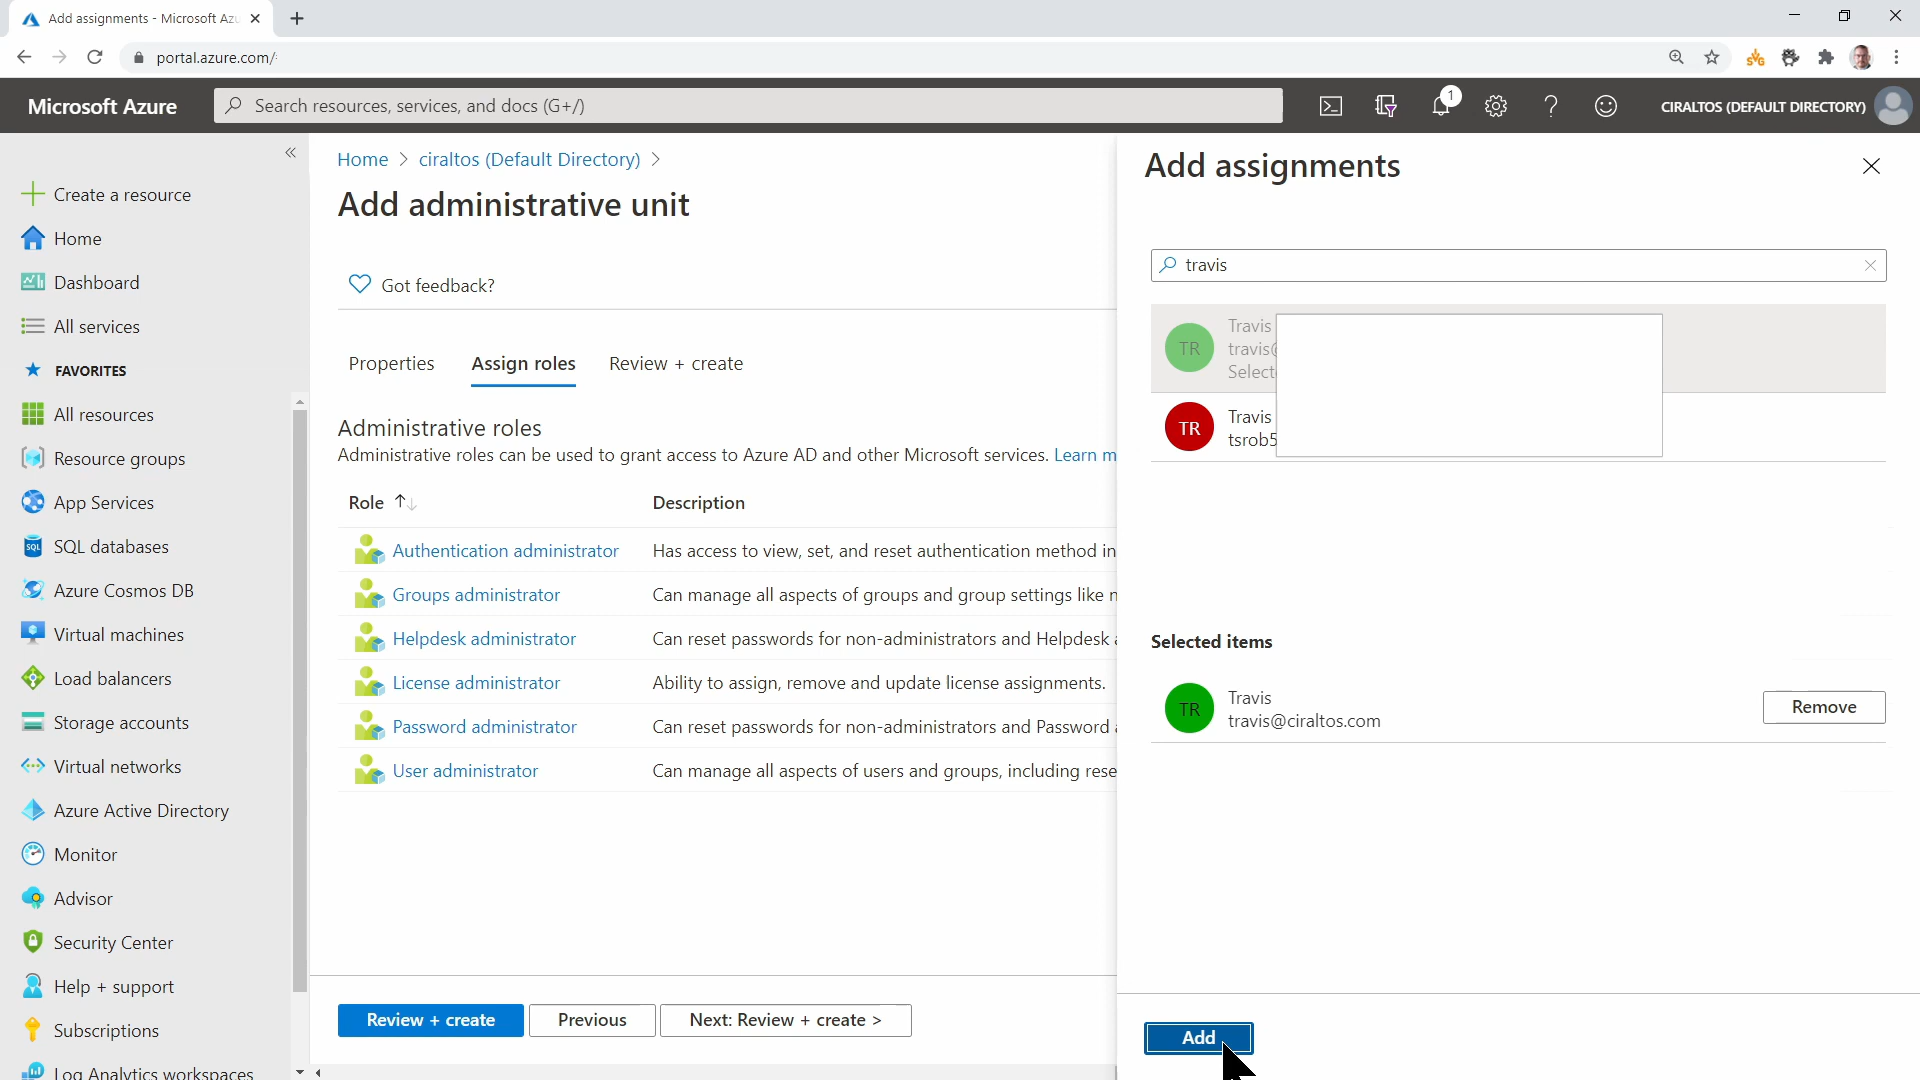 Add assignments - Microsoft Azu
portal.azure.com/
Microsoft Azure
Search resources, services, and docs (G+/)
1
CIRALTOS (DEFAULT DIRECTORY)
Create a resource
Home
Dashboard
All services
FAVORITES
All resources
Resource groups
App Services
SQL databases
Azure Cosmos DB
Virtual machines
Load balancers
Storage accounts
Virtual networks
Azure Active Directory
Monitor
Advisor
Security Center
Help + support
Subscriptions
Log Analytics workspaces
Home > ciraltos (Default Directory) >
Add administrative unit
Got feedback?
Properties
Assign roles
Review + create
Administrative roles
Administrative roles can be used to grant access to Azure AD and other Microsoft services. Learn m
Role
Description
Authentication administrator
Has access to view, set, and reset authentication method in
Groups administrator
Can manage all aspects of groups and group settings like n
Helpdesk administrator
Can reset passwords for non-administrators and Helpdesk
License administrator
Ability to assign, remove and update license assignments.
Password administrator
Can reset passwords for non-administrators and Password
User administrator
Can manage all aspects of users and groups, including rese
Review + create
Previous
Next: Review + create >
Add assignments
travis
TR
Travis
travis@
Select
TR
Travis
tsrob5
Selected items
TR
Travis
travis@ciraltos.com
Remove
Add